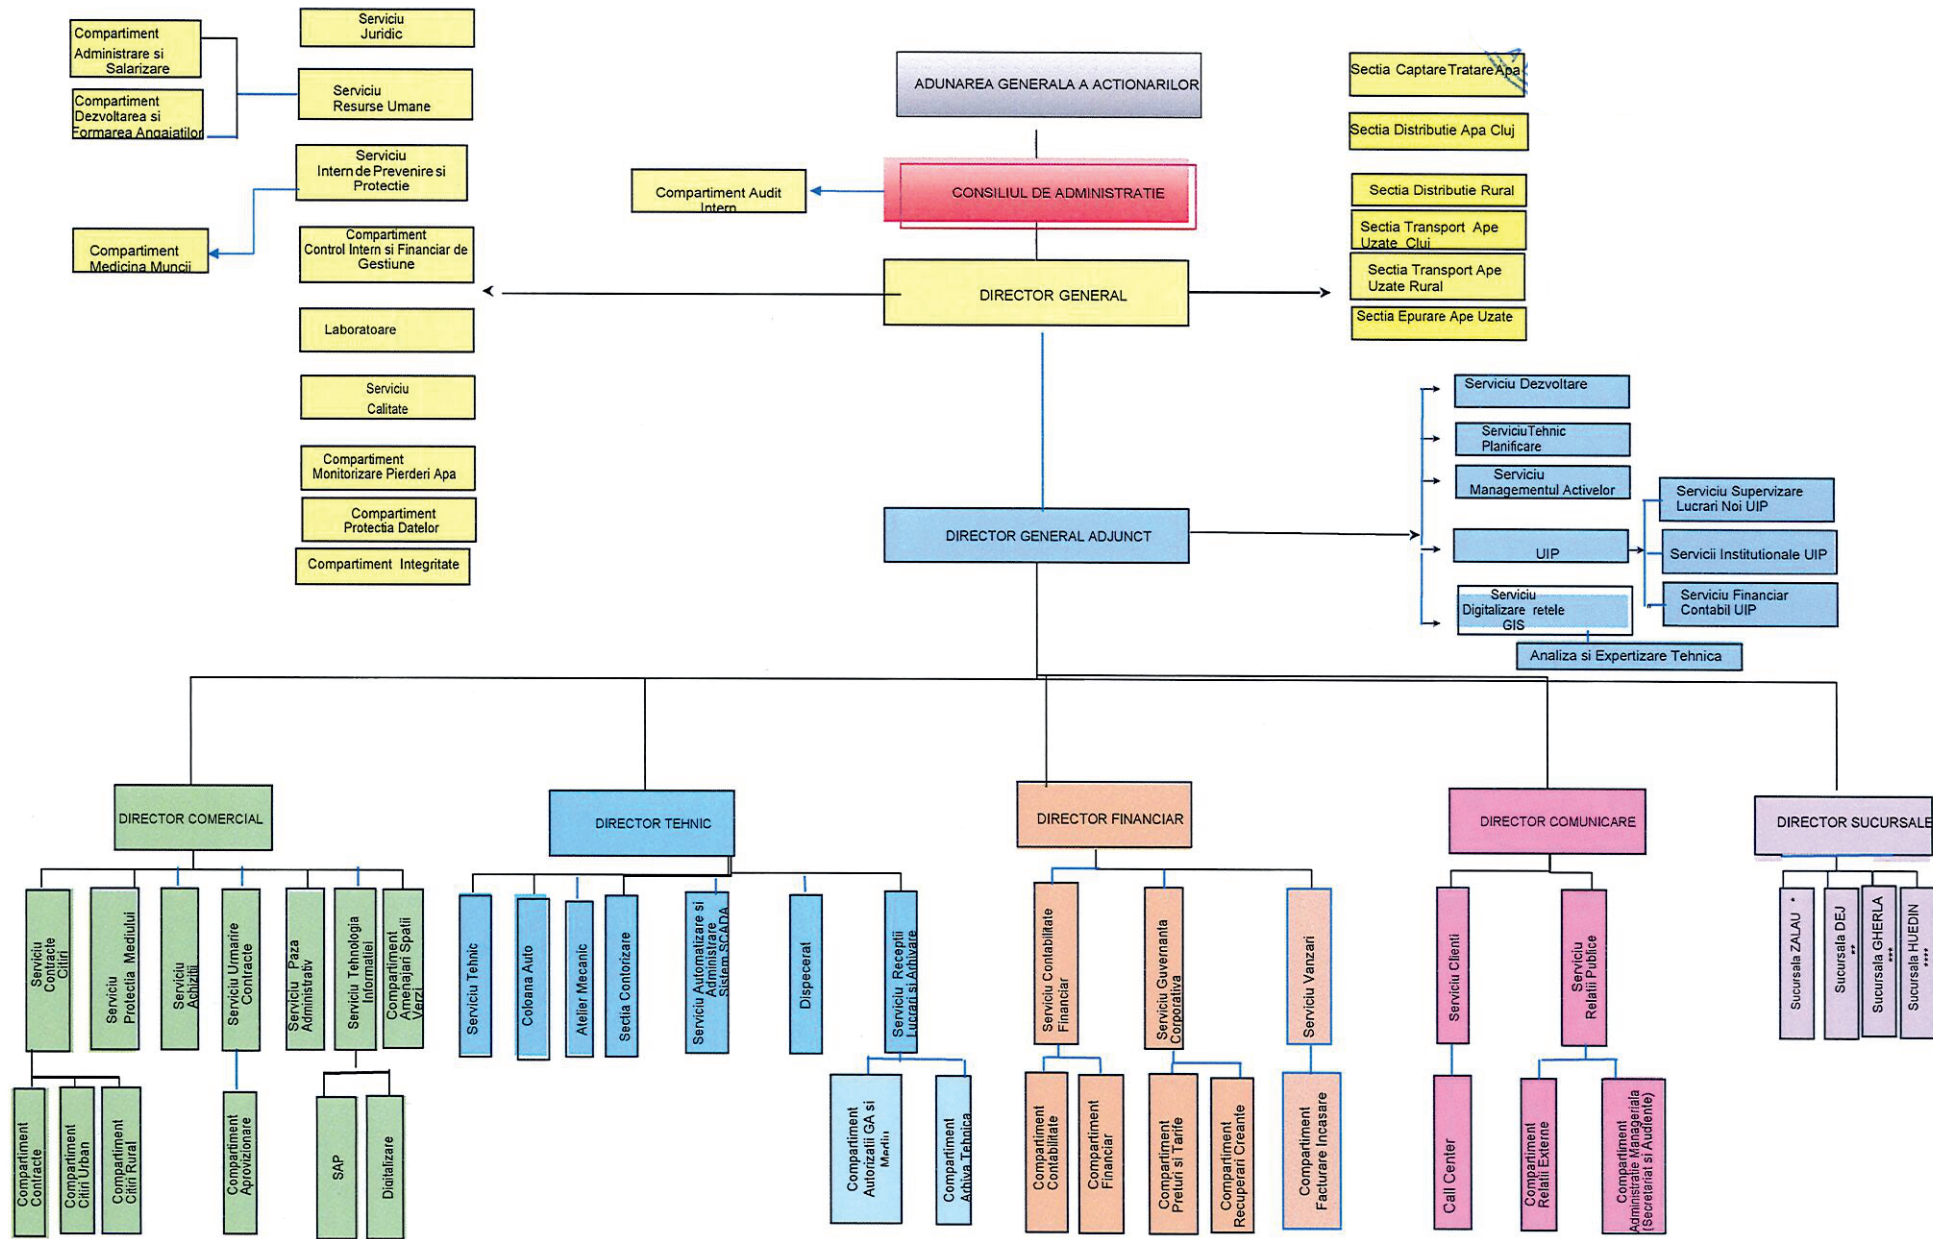 Compartiment
Administrare si
Salarizare
Compartiment
Dezvoltarea si
Formarea Angajatilor
Serviciu
Juridic
Serviciu
Resurse Umane
Serviciu
Intern de Prevenire si
Protectie
Compartiment
Medicina Muncii
Compartiment
Control Intern si Financiar de
Gestiune
Laboratoare
Serviciu
Calitate
Compartiment
Monitorizare Pierderi Apa
Compartiment
Protectia Datelor
Compartiment Integritate
ADUNAREA GENERALA A ACTIONARILOR
Compartiment Audit
Intern
CONSILIUL DE ADMINISTRATIE
DIRECTOR GENERAL
DIRECTOR GENERAL ADJUNCT
Sectia Captare Tratare Apa
Sectia Distributie Apa Cluj
Sectia Distributie Rural
Sectia Transport Ape
Uzate Cluj
Sectia Transport Ape
Uzate Rural
Sectia Epurare Ape Uzate
Serviciu Dezvoltare
Serviciu Tehnic
Planificare
Serviciu
Managementul Activelor
UIP
Serviciu
Digitalizare retele
GIS
Analiza si Expertizare Tehnica
Serviciu Supervizare
Lucrari Noi UIP
Servicii Institutionale UIP
Serviciu Financiar
Contabil UIP
DIRECTOR COMERCIAL
DIRECTOR TEHNIC
DIRECTOR FINANCIAR
DIRECTOR COMUNICARE
DIRECTOR SUCURSALE
Serviciu
Contracte
Citiri
Serviciu
Protectia Mediului
Serviciu
Achizitii
Serviciu Urmarire
Contracte
Serviciu Paza
Administrativ
Serviciu Tehnologia
Informatiei
Compartiment
Amenajari Spatii
Verzi
Compartiment
Contracte
Compartiment
Citiri Urban
Compartiment
Citiri Rural
Compartiment
Aprovizionare
SAP
Digitalizare
Serviciu Tehnic
Coloana Auto
Atelier Mecanic
Sectia Contorizare
Serviciu Automatizare si
Administrare
Sistem SCADA
Dispecerat
Serviciu Receptii
Lucrari si Arhivare
Compartiment
Autorizatii GA si
Mediu
Compartiment
Arhiva Tehnica
Serviciu Contabilitate
Financiar
Serviciu Guvernanta
Corporativa
Serviciu Vanzari
Compartiment
Contabilitate
Compartiment
Financiar
Compartiment
Preturi si Tarife
Compartiment
Recuperari Creante
Compartiment
Facturare Incasare
Serviciu Clienti
Serviciu
Relatii Publice
Call Center
Compartiment
Relatii Externe
Compartiment
Administratie Manageriala
(Secretariat si Audiente)
Sucursala ZALAU *
Sucursala DEJ
**
Sucursala GHERLA
***
Sucursala HUEDIN
****